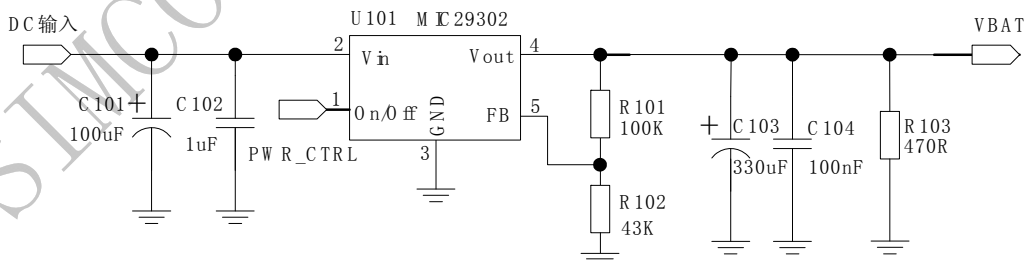 DC输入
U101 MIC29302
VBAT
2
Vin
Vout
4
1
On/Off
GND
FB
5
3
PWR_CTRL
C101
+
100uF
C102
1uF
R101
100K
R102
43K
+
C103
330uF
C104
100nF
R103
470R
SIMCO